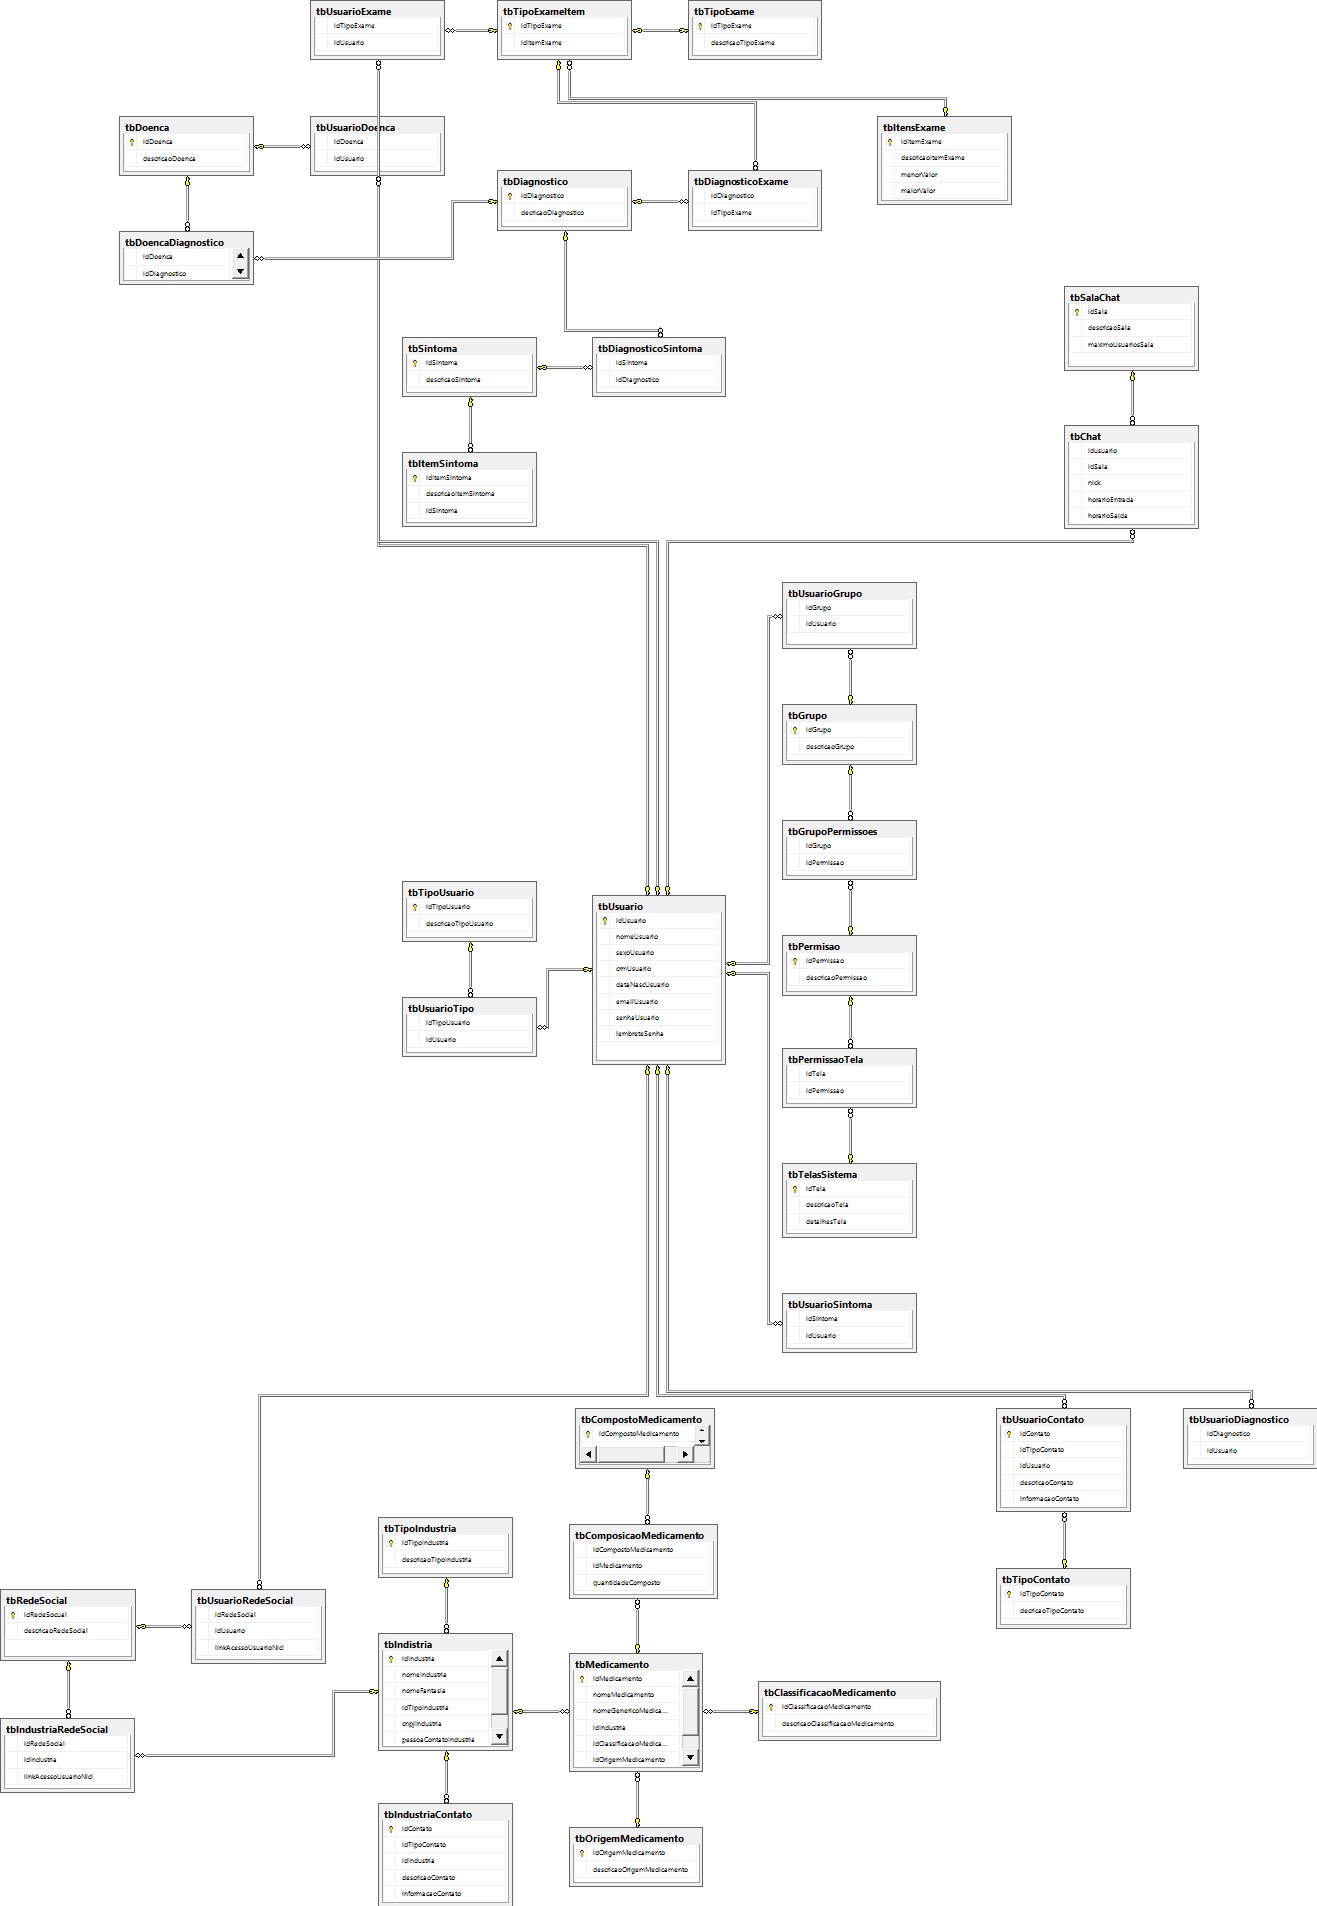 tbUsuarioExame
idTipoExame
idUsuario
tbTipoExameItem
idTipoExame
idItemExame
tbTipoExame
idTipoExame
descricaoTipoExame
tbDoenca
idDoenca
descricaoDoenca
tbUsuarioDoenca
idDoenca
idUsuario
tbItensExame
idItemExame
descricaoItemExame
menorValor
maiorValor
tbDiagnostico
idDiagnostico
decricaoDiagnostico
tbDiagnosticoExame
idDiagnostico
idTipoExame
tbDoencaDiagnostico
idDoenca
idDiagnostico
tbSalaChat
idSala
descricaoSala
maximoUsuariosSala
tbSintoma
idSintoma
descricaoSintoma
tbDiagnosticoSintoma
idSintoma
idDiagnostico
tbChat
idusuario
idSala
nick
horarioEntrada
horarioSaida
tbItemSintoma
idItemSintoma
descricaoItemSintoma
idSintoma
tbUsuarioGrupo
idGrupo
idUsuario
tbGrupo
idGrupo
descricaoGrupo
tbGrupoPermissoes
idGrupo
idPermissao
tbTipoUsuario
idTipoUsuario
descricaoTipoUsuario
tbUsuario
idUsuario
nomeUsuario
sexoUsuario
crmUsuario
dataNascUsuario
emailUsuario
senhaUsuario
lembreteSenha
tbPermisao
idPermissao
descricaoPermissao
tbUsuarioTipo
idTipoUsuario
idUsuario
tbPermissaoTela
idTela
idPermissao
tbTelasSistema
idTela
descricaoTela
detalhesTela
tbUsuarioSintoma
idSintoma
idUsuario
tbCompostoMedicamento
idCompostoMedicamento
tbUsuarioContato
idContato
idTipoContato
idUsuario
descricaoContato
informacaoContato
tbUsuarioDiagnostico
idDiagnostico
idUsuario
tbTipoIndustria
idTipoIndustria
descricaoTipoIndustria
tbComposicaoMedicamento
idCompostoMedicamento
idMedicamento
quantidadeComposto
tbTipoContato
idTipoContato
decricaoTipoContato
tbRedeSocial
idRedeSocual
descricaoRedeSocial
tbUsuarioRedeSocial
idRedeSocial
idUsuario
linkAcessoUsuarioNicl
tbIndistria
idIndustria
nomeIndustria
nomeFantasia
idTipoIndustria
cnpjIndustria
pessoaContatoIndustria
tbMedicamento
idMedicamento
nomeMedicamento
nomeGenericoMedica...
idIndustria
idClassificacaoMedica...
idOrigemMedicamento
tbClassificacaoMedicamento
idClassificacaoMedicamento
descricaoClassificacaoMedicamento
tbIndustriaRedeSocial
idRedeSocial
idIndustria
linkAcessoUsuarioNicl
tbIndustriaContato
idContato
idTipoContato
idIndustria
descricaoContato
informacaoContato
tbOrigemMedicamento
idOrigemMedicamento
descricaoOrigemMedicamento